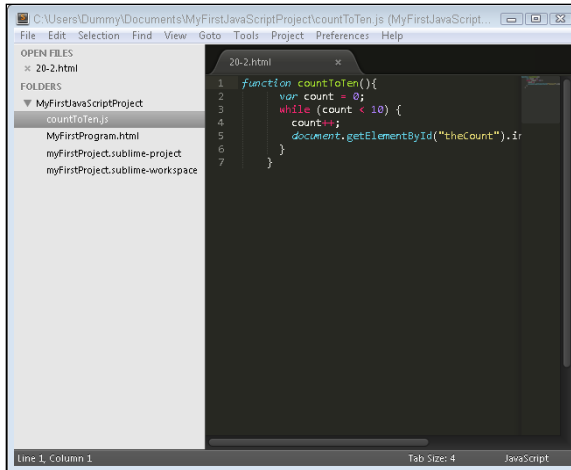 C:\Users\Dummy\Documents\MyFirstJavaScriptProject\countToTen.js (MyFirstJavaScript...
File Edit Selection Find View Goto Tools Project Preferences Help
OPEN FILES
× 20-2.html
FOLDERS
▼ MyFirstJavaScriptProject
countToTen.js
MyFirstProgram.html
myFirstProject.sublime-project
myFirstProject.sublime-workspace
20-2.html ×
1 function countToTen(){
2 var count = 0;
3 while (count < 10) {
4 count++;
5 document.getElementById("theCount").in
6 }
7 }
Line 1, Column 1 Tab Size: 4 JavaScript